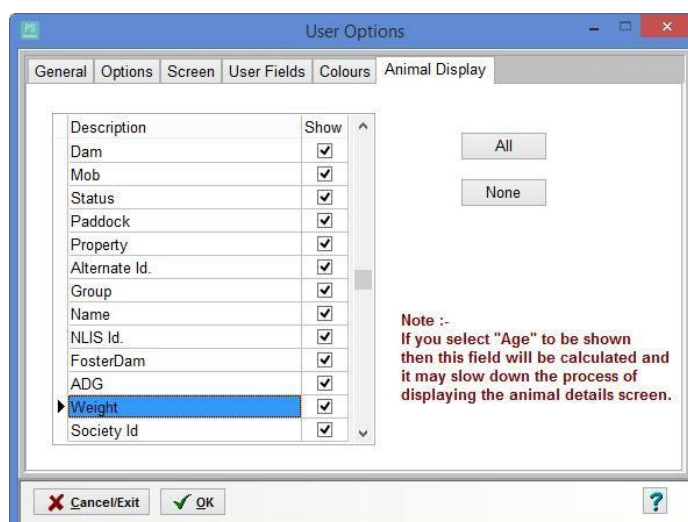 PS
User Options
General Options Screen User Fields Colours Animal Display
Description Show
Dam
Mob
Status
Paddock
Property
Alternate Id.
Group
Name
NLIS Id.
FosterDam
ADG
Weight
Society Id
All
None
Note :-
If you select "Age" to be shown
then this field will be calculated and
it may slow down the process of
displaying the animal details screen.
Cancel/Exit OK ?